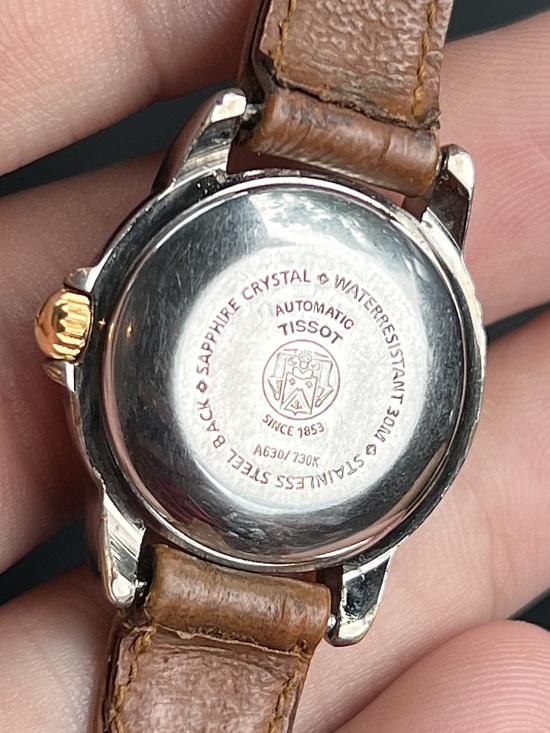 SAPPHIRE CRYSTAL ⟡ WATERRESISTANT 30M ⟡ STAINLESS STEEL BACK ⟡
AUTOMATIC
TISSOT
SINCE 1853
A630/730K